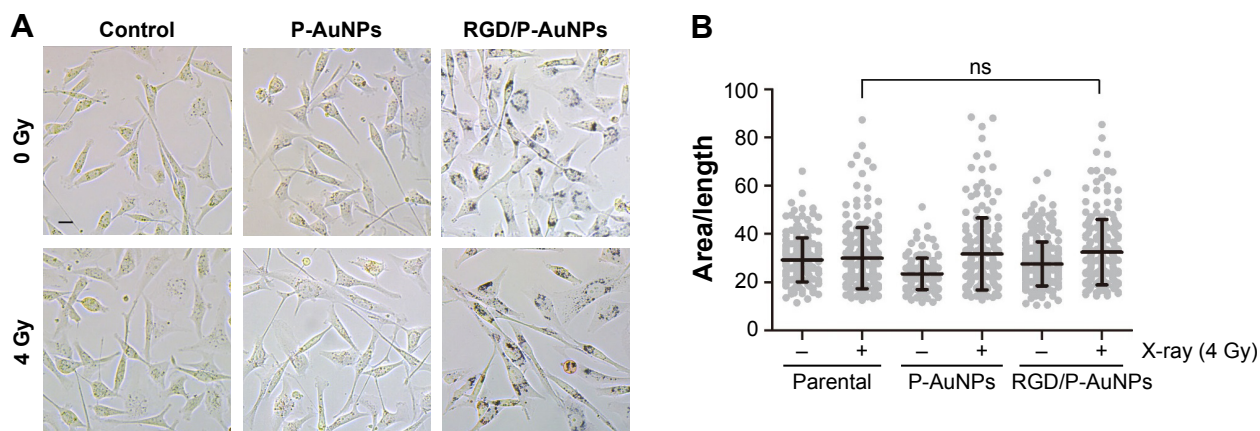 A
Control
P-AuNPs
RGD/P-AuNPs
0 Gy
4 Gy
B
ns
Area/length
100
80
60
40
20
0
– + – + – + X-ray (4 Gy)
Parental P-AuNPs RGD/P-AuNPs